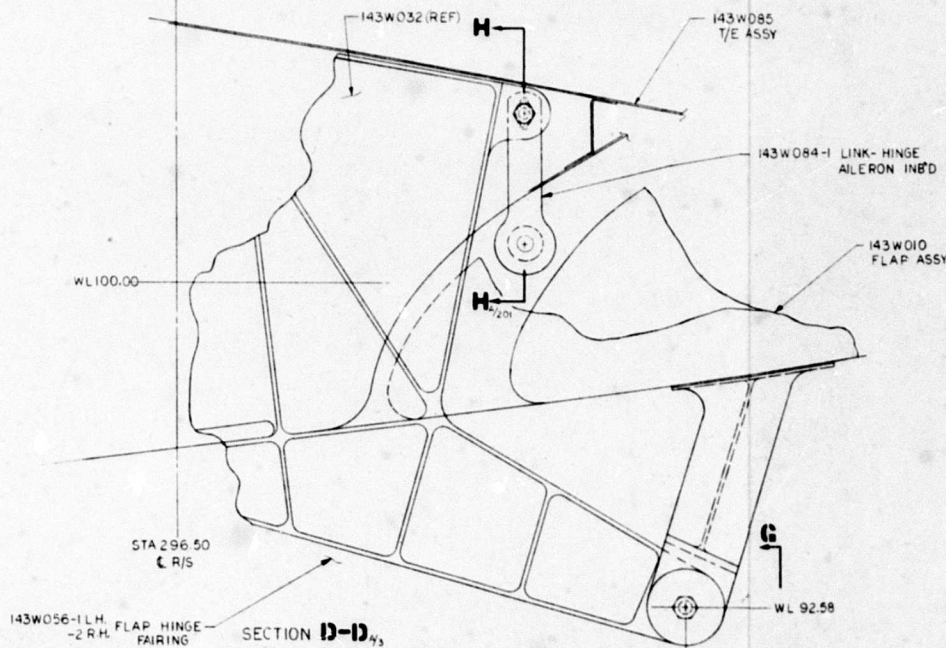 143W032 (REF)
H
143W085
T/E ASSY
143W084-1 LINK-HINGE
AILERON INB'D
143W010
FLAP ASSY
WL 100.00
H
STA 296.50
℄ R/S
G
WL 92.58
143W056-1 L.H.
-2 R.H.
FLAP HINGE
FAIRING
SECTION D-D